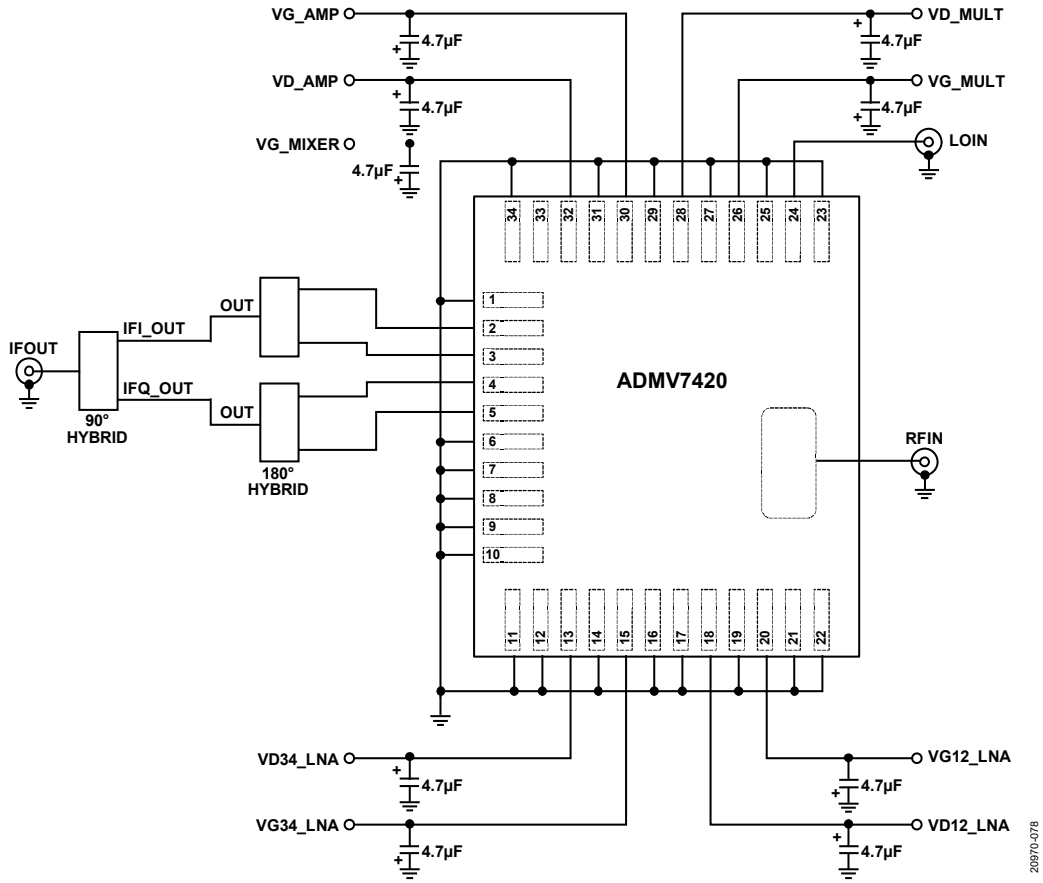 VG_AMP
4.7µF
+
VD_MULT
+
4.7µF
VD_AMP
+
4.7µF
VG_MULT
4.7µF
+
VG_MIXER
4.7µF
+
LOIN
34
33
32
31
30
29
28
27
26
25
24
23
1
2
3
4
5
6
7
8
9
10
ADMV7420
OUT
IFI_OUT
IFOUT
IFQ_OUT
OUT
90°
HYBRID
180°
HYBRID
RFIN
11
12
13
14
15
16
17
18
19
20
21
22
VD34_LNA
+
4.7µF
VG12_LNA
4.7µF
+
VG34_LNA
4.7µF
+
VD12_LNA
+
4.7µF
20970-078